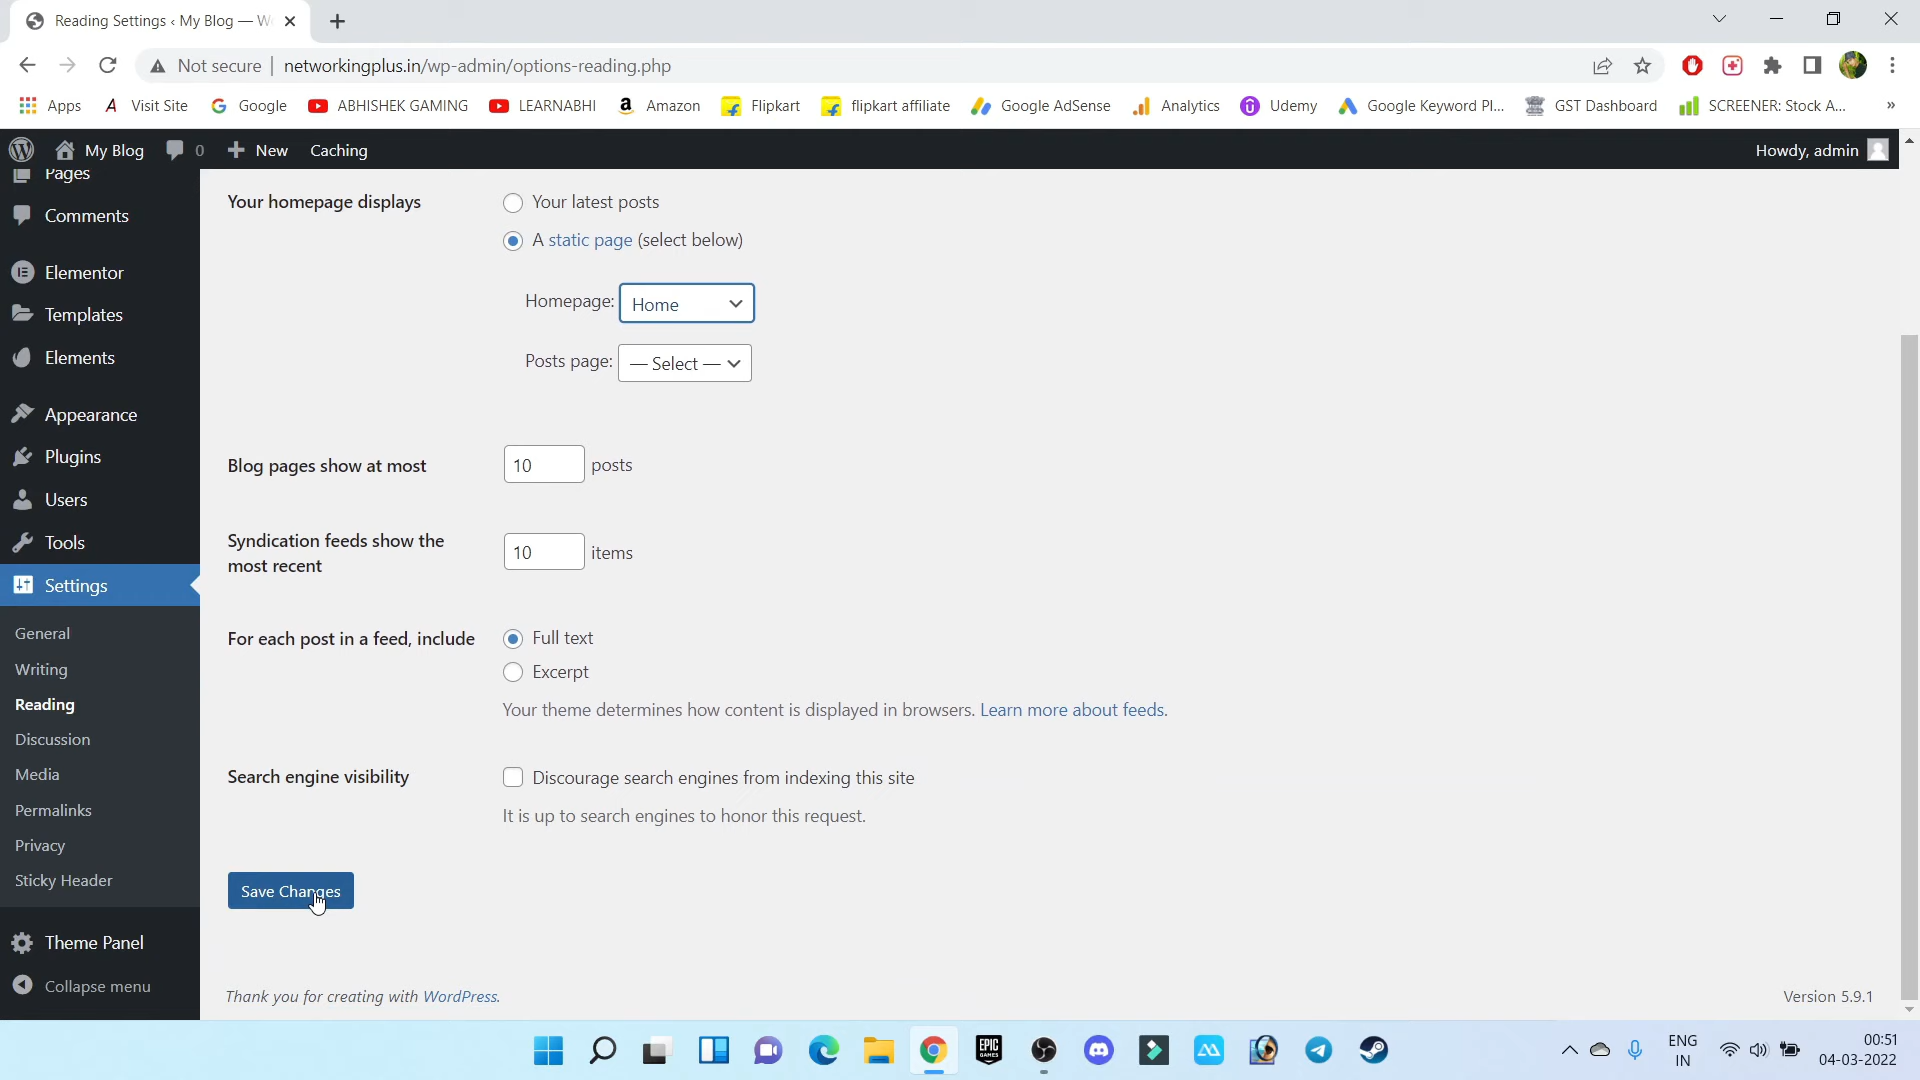 Reading Settings ‹ My Blog — W
Not secure
networkingplus.in/wp-admin/options-reading.php
Apps
Visit Site
Google
ABHISHEK GAMING
LEARNABHI
Amazon
Flipkart
flipkart affiliate
Google AdSense
Analytics
Udemy
Google Keyword Pl...
GST Dashboard
SCREENER: Stock A...
»
My Blog
0
New
Caching
Howdy, admin
Pages
Comments
Elementor
Templates
Elements
Appearance
Plugins
Users
Tools
Settings
General
Writing
Reading
Discussion
Media
Permalinks
Privacy
Sticky Header
Theme Panel
Collapse menu
Your homepage displays
Your latest posts
A static page (select below)
Homepage: Home
Posts page: — Select —
Blog pages show at most
10 posts
Syndication feeds show the
most recent
10 items
For each post in a feed, include
Full text
Excerpt
Your theme determines how content is displayed in browsers. Learn more about feeds.
Search engine visibility
Discourage search engines from indexing this site
It is up to search engines to honor this request.
Save Changes
Thank you for creating with WordPress.
Version 5.9.1
EPIC
GAMES
ENG
IN
00:51
04-03-2022